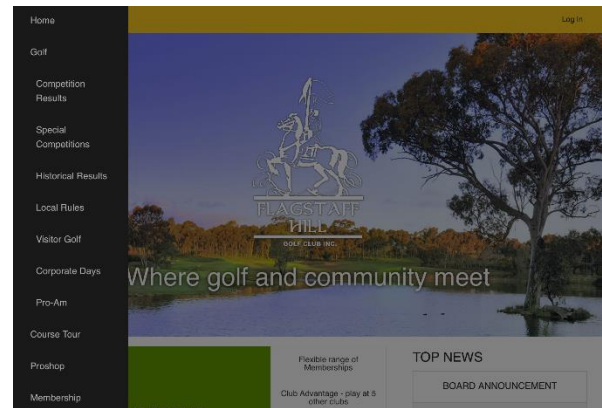 Home
Log In
Golf
Competition
Results
Special
Competitions
Historical Results
Local Rules
Visitor Golf
Corporate Days
Pro-Am
Course Tour
Proshop
Membership
FLAGSTAFF
HILL
GOLF CLUB INC.
Where golf and community meet
Flexible range of
Memberships
Club Advantage - play at 5
other clubs
TOP NEWS
BOARD ANNOUNCEMENT